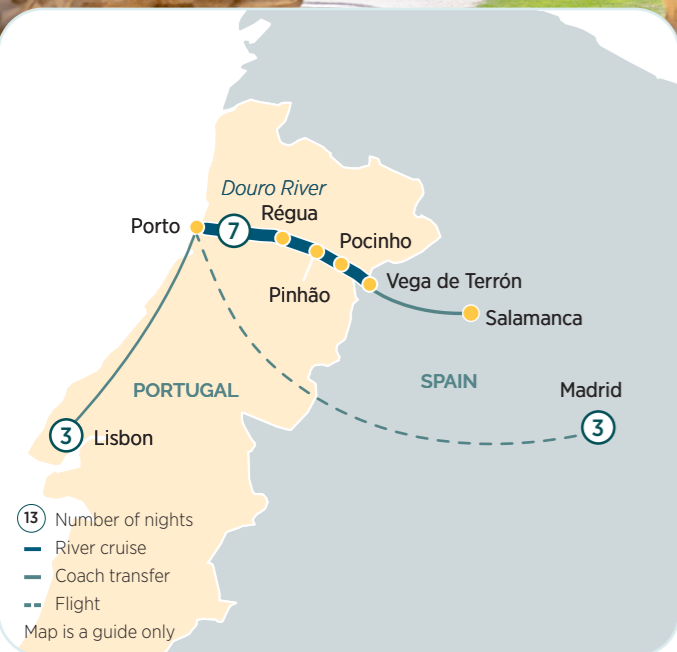 Douro River
Régua
Porto
7
Pocinho
Pinhão
Vega de Terrón
Salamanca
PORTUGAL
SPAIN
Madrid
3
3
Lisbon
13 Number of nights
River cruise
Coach transfer
Flight
Map is a guide only